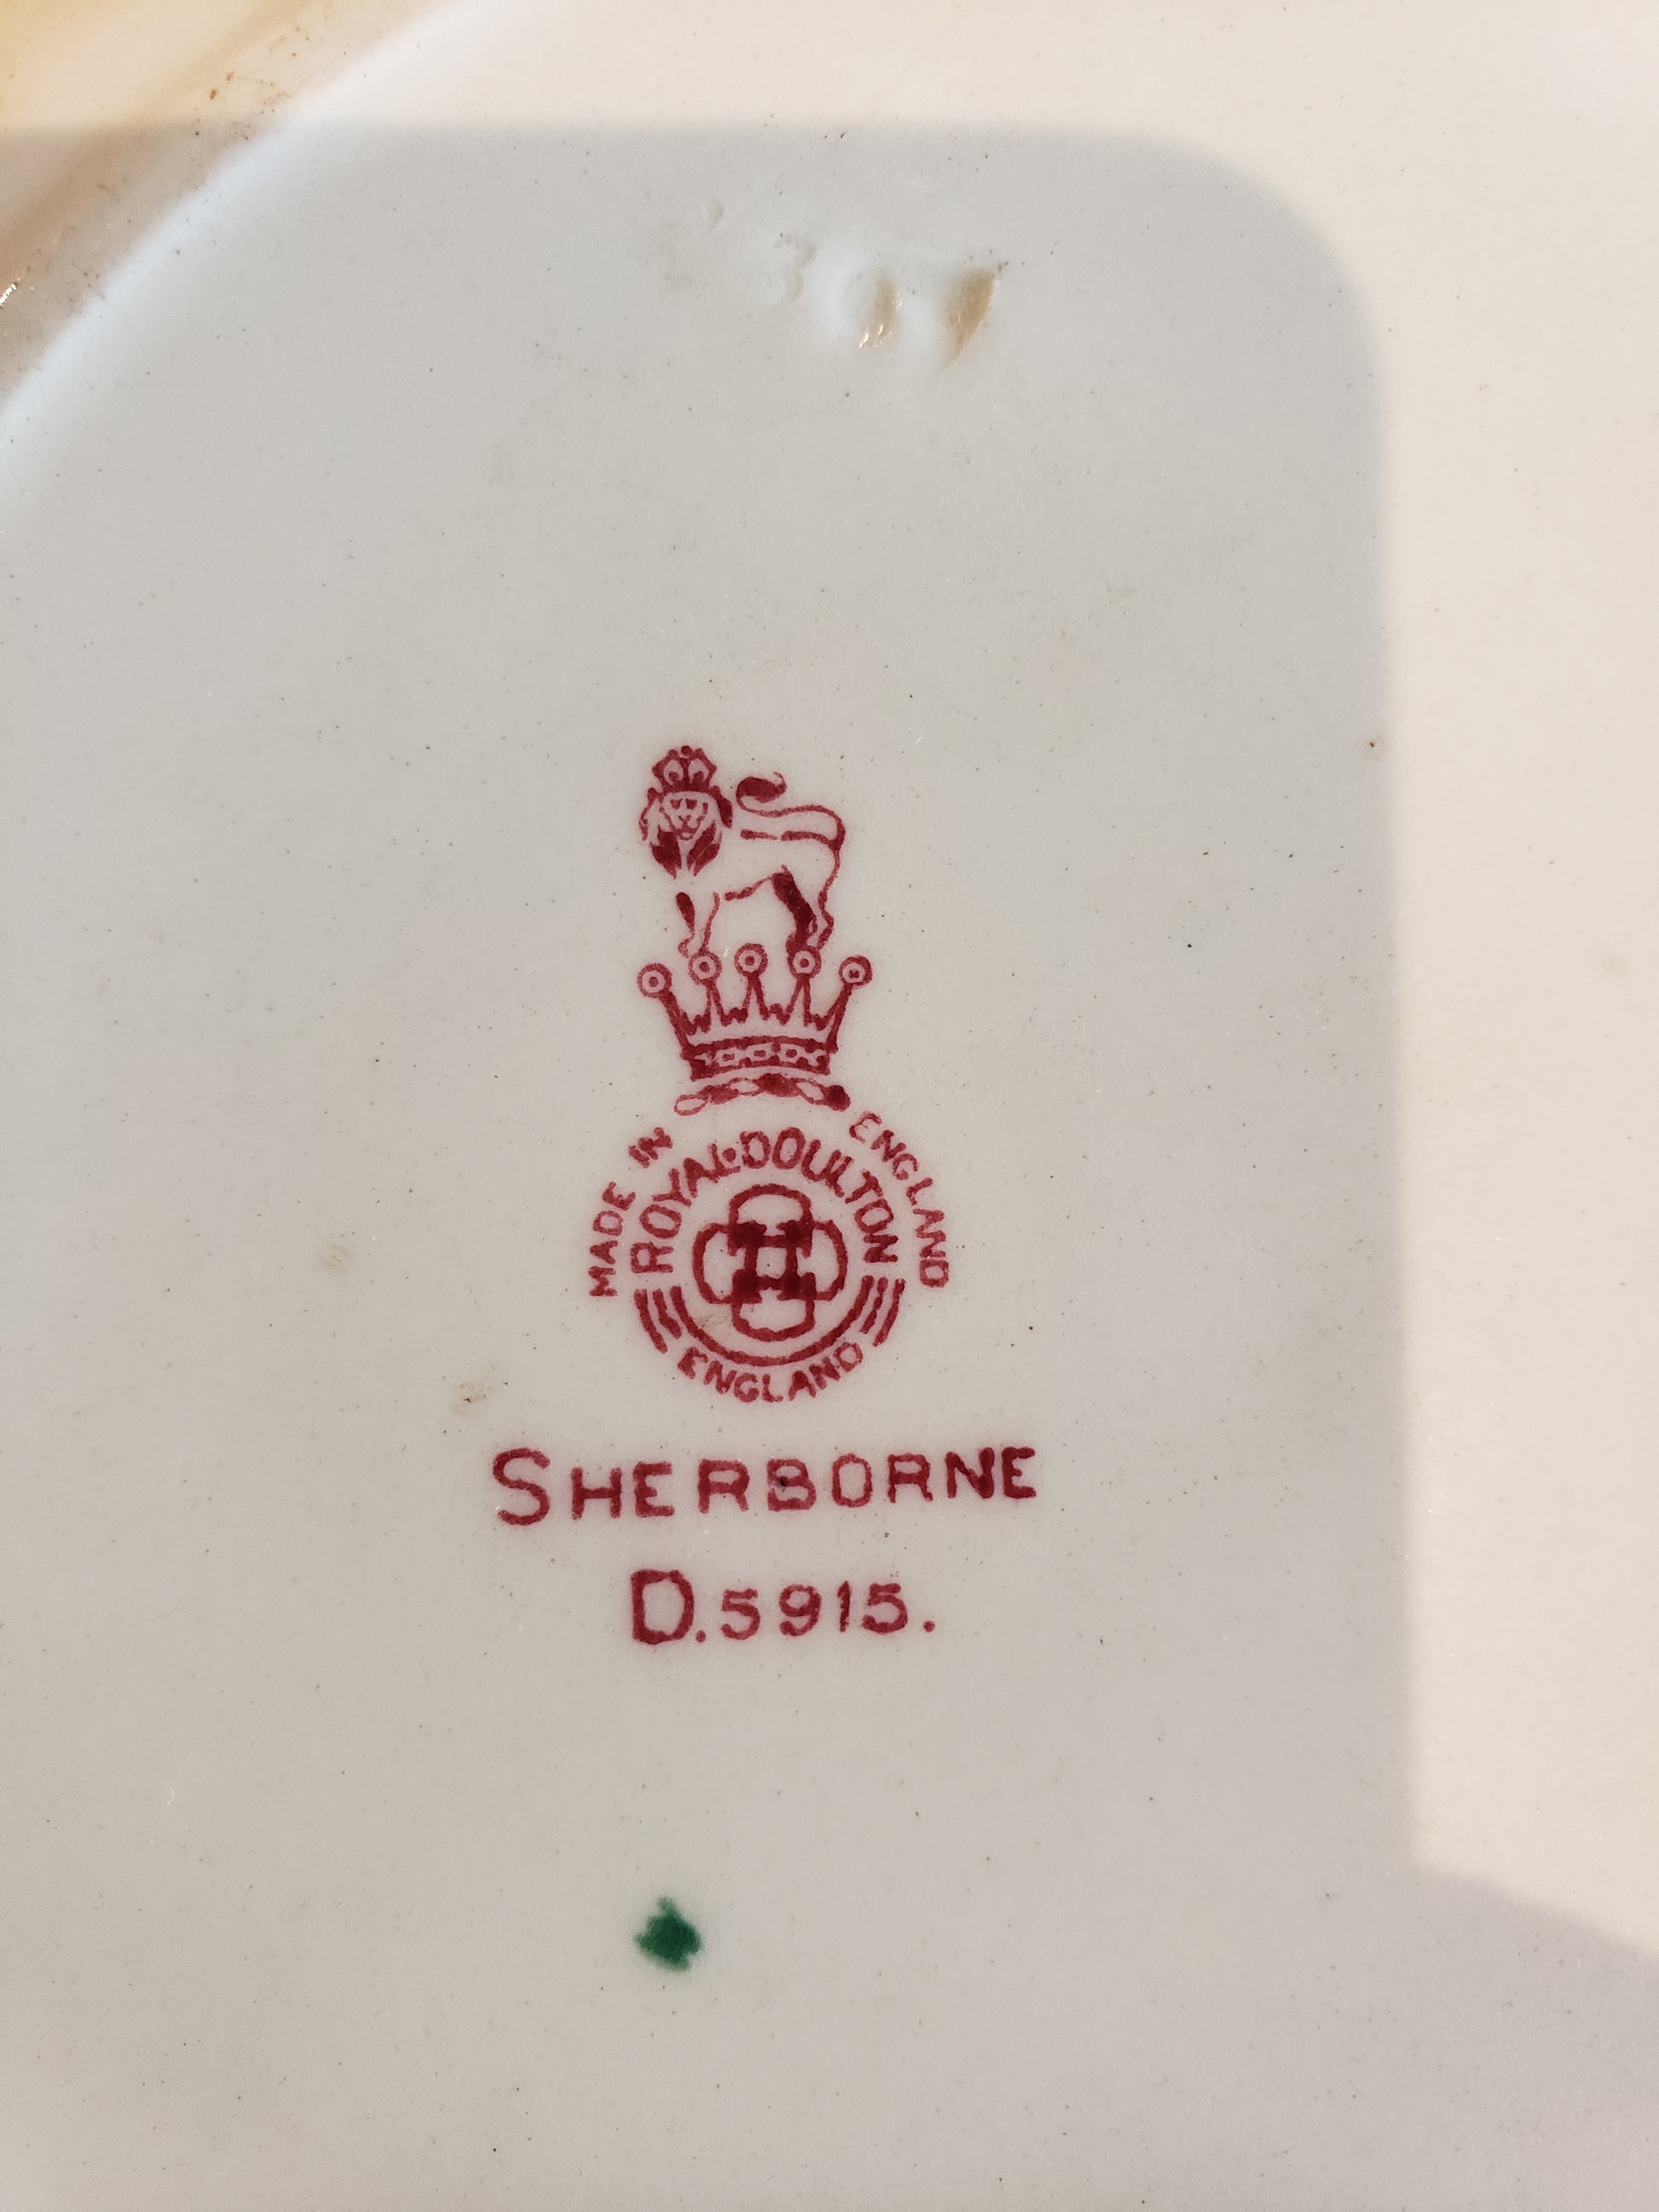 MADE IN ENGLAND
ROYAL·DOULTON
ENGLAND
SHERBORNE
D.5915.